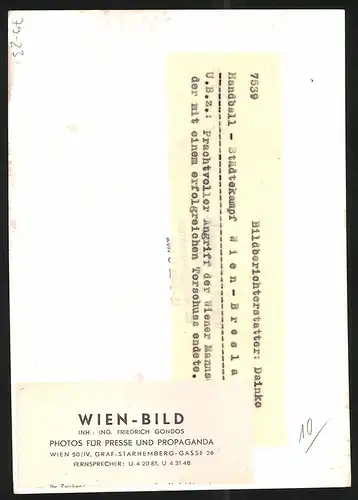 79-23
7539 Bildberichterstatter: Dainko
Handball - Städtekampf W i e n - B r e s l a
U.B.z.: Prachtvoller Angriff der Wiener Manns
der mit einem erfolgreichen Torschuss endete.
WIEN-BILD
INH.: ING. FRIEDRICH GONDOS
PHOTOS FÜR PRESSE UND PROPAGANDA
WIEN 50/IV, GRAF-STARHEMBERG-GASSE 26
FERNSPRECHER: U 4 20 81, U 4 31 48
10/